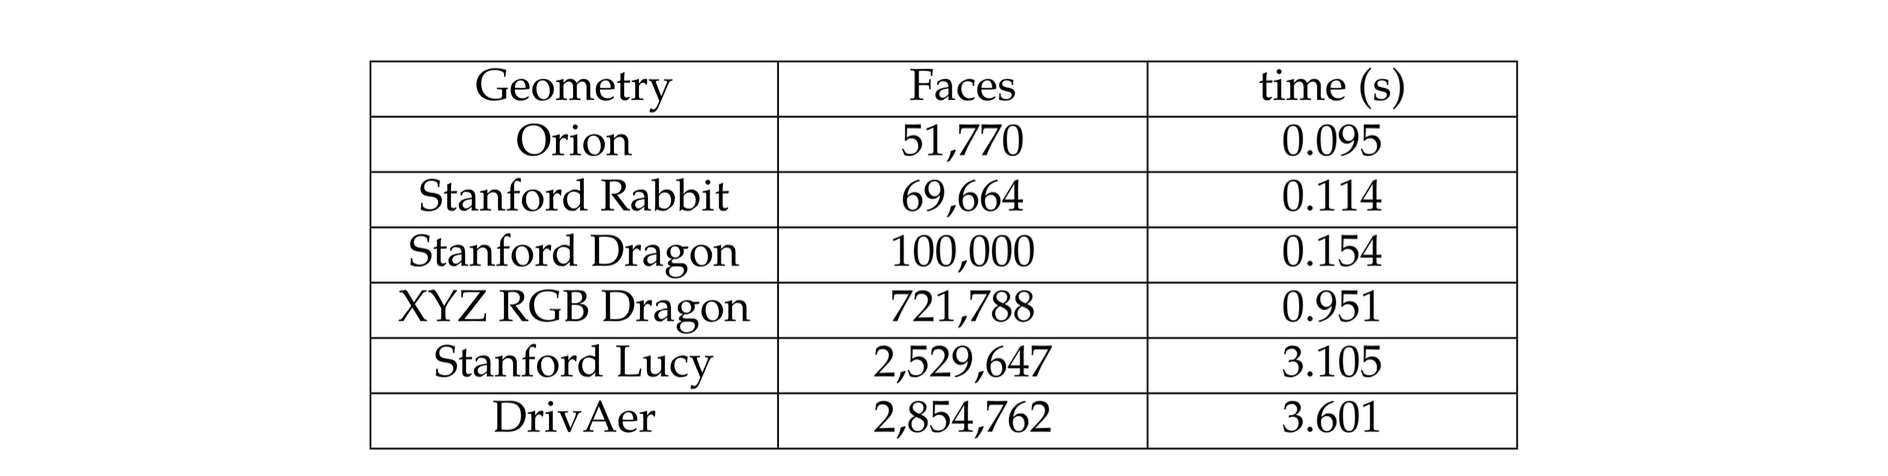 Geometry Faces time (s)
Orion 51,770 0.095
Stanford Rabbit 69,664 0.114
Stanford Dragon 100,000 0.154
XYZ RGB Dragon 721,788 0.951
Stanford Lucy 2,529,647 3.105
DrivAer 2,854,762 3.601